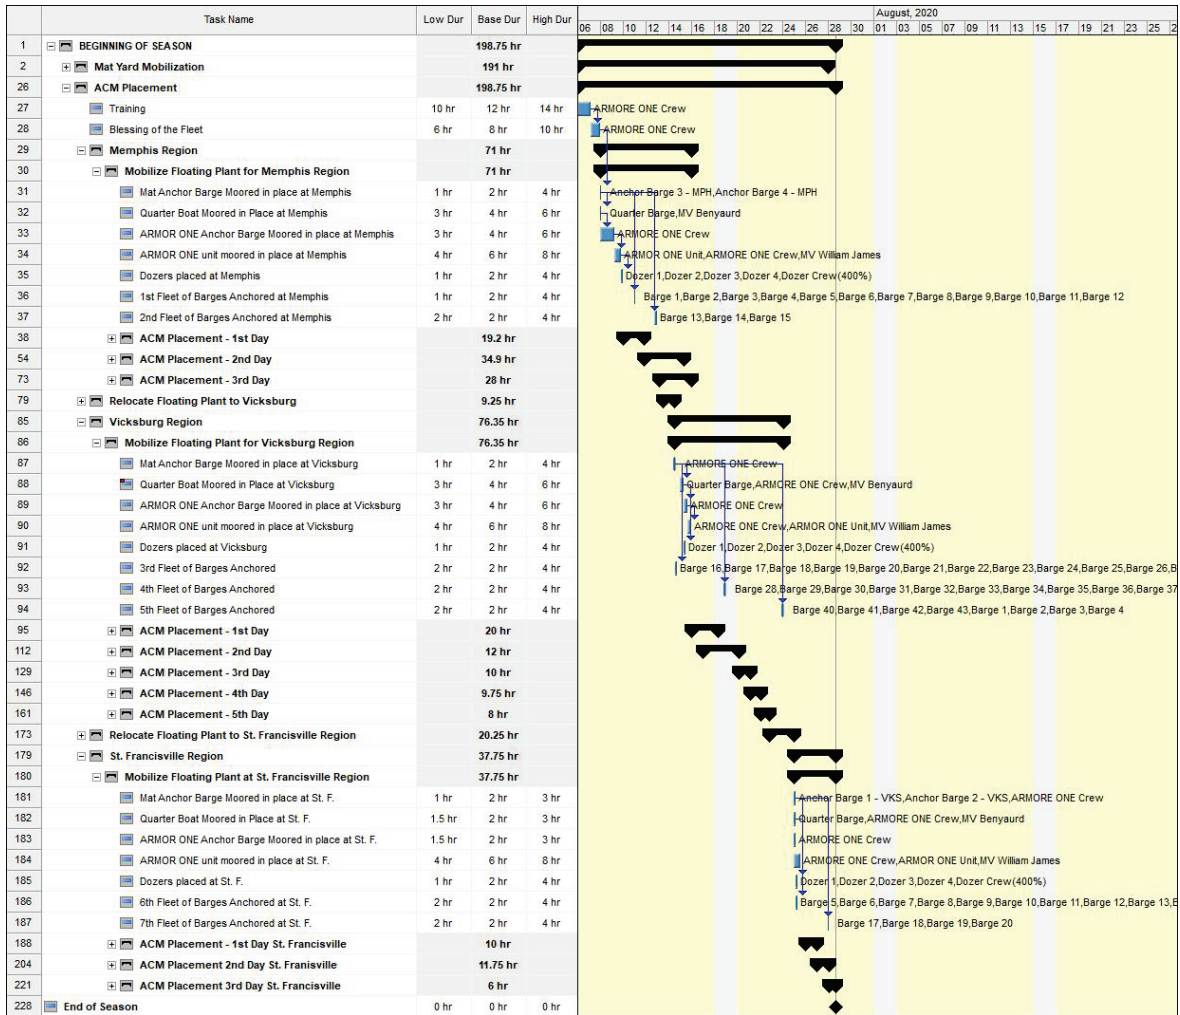 Task Name Low Dur Base Dur High Dur August, 2020
06 08 10 12 14 16 18 20 22 24 26 28 30 01 03 05 07 09 11 13 15 17 19 21 23 25 2
1 BEGINNING OF SEASON 198.75 hr
2 Mat Yard Mobilization 191 hr
26 ACM Placement 198.75 hr
27 Training 10 hr 12 hr 14 hr ARMORE ONE Crew
28 Blessing of the Fleet 6 hr 8 hr 10 hr ARMORE ONE Crew
29 Memphis Region 71 hr
30 Mobilize Floating Plant for Memphis Region 71 hr
31 Mat Anchor Barge Moored in place at Memphis 1 hr 2 hr 4 hr Anchor Barge 3 - MPH,Anchor Barge 4 - MPH
32 Quarter Boat Moored in Place at Memphis 3 hr 4 hr 6 hr Quarter Barge,MV Benyaurd
33 ARMOR ONE Anchor Barge Moored in place at Memphis 3 hr 4 hr 6 hr ARMORE ONE Crew
34 ARMOR ONE unit moored in place at Memphis 4 hr 6 hr 8 hr ARMOR ONE Unit,ARMORE ONE Crew,MV William James
35 Dozers placed at Memphis 1 hr 2 hr 4 hr Dozer 1,Dozer 2,Dozer 3,Dozer 4,Dozer Crew(400%)
36 1st Fleet of Barges Anchored at Memphis 1 hr 2 hr 4 hr Barge 1,Barge 2,Barge 3,Barge 4,Barge 5,Barge 6,Barge 7,Barge 8,Barge 9,Barge 10,Barge 11,Barge 12
37 2nd Fleet of Barges Anchored at Memphis 2 hr 2 hr 4 hr Barge 13,Barge 14,Barge 15
38 ACM Placement - 1st Day 19.2 hr
54 ACM Placement - 2nd Day 34.9 hr
73 ACM Placement - 3rd Day 28 hr
79 Relocate Floating Plant to Vicksburg 9.25 hr
85 Vicksburg Region 76.35 hr
86 Mobilize Floating Plant for Vicksburg Region 76.35 hr
87 Mat Anchor Barge Moored in place at Vicksburg 1 hr 2 hr 4 hr ARMORE ONE Crew
88 Quarter Boat Moored in Place at Vicksburg 3 hr 4 hr 6 hr Quarter Barge,ARMORE ONE Crew,MV Benyaurd
89 ARMOR ONE Anchor Barge Moored in place at Vicksburg 3 hr 4 hr 6 hr ARMORE ONE Crew
90 ARMOR ONE unit moored in place at Vicksburg 4 hr 6 hr 8 hr ARMORE ONE Crew,ARMOR ONE Unit,MV William James
91 Dozers placed at Vicksburg 1 hr 2 hr 4 hr Dozer 1,Dozer 2,Dozer 3,Dozer 4,Dozer Crew(400%)
92 3rd Fleet of Barges Anchored 2 hr 2 hr 4 hr Barge 16,Barge 17,Barge 18,Barge 19,Barge 20,Barge 21,Barge 22,Barge 23,Barge 24,Barge 25,Barge 26,B
93 4th Fleet of Barges Anchored 2 hr 2 hr 4 hr Barge 28,Barge 29,Barge 30,Barge 31,Barge 32,Barge 33,Barge 34,Barge 35,Barge 36,Barge 37
94 5th Fleet of Barges Anchored 2 hr 2 hr 4 hr Barge 40,Barge 41,Barge 42,Barge 43,Barge 1,Barge 2,Barge 3,Barge 4
95 ACM Placement - 1st Day 20 hr
112 ACM Placement - 2nd Day 12 hr
129 ACM Placement - 3rd Day 10 hr
146 ACM Placement - 4th Day 9.75 hr
161 ACM Placement - 5th Day 8 hr
173 Relocate Floating Plant to St. Francisville Region 20.25 hr
179 St. Francisville Region 37.75 hr
180 Mobilize Floating Plant at St. Francisville Region 37.75 hr
181 Mat Anchor Barge Moored in place at St. F. 1 hr 2 hr 3 hr Anchor Barge 1 - VKS,Anchor Barge 2 - VKS,ARMORE ONE Crew
182 Quarter Boat Moored in Place at St. F. 1.5 hr 2 hr 3 hr Quarter Barge,ARMORE ONE Crew,MV Benyaurd
183 ARMOR ONE Anchor Barge Moored in place at St. F. 1.5 hr 2 hr 3 hr ARMORE ONE Crew
184 ARMOR ONE unit moored in place at St. F. 4 hr 6 hr 8 hr ARMORE ONE Crew,ARMOR ONE Unit,MV William James
185 Dozers placed at St. F. 1 hr 2 hr 4 hr Dozer 1,Dozer 2,Dozer 3,Dozer 4,Dozer Crew(400%)
186 6th Fleet of Barges Anchored at St. F. 2 hr 2 hr 4 hr Barge 5,Barge 6,Barge 7,Barge 8,Barge 9,Barge 10,Barge 11,Barge 12,Barge 13,B
187 7th Fleet of Barges Anchored at St. F. 2 hr 2 hr 4 hr Barge 17,Barge 18,Barge 19,Barge 20
188 ACM Placement - 1st Day St. Francisville 10 hr
204 ACM Placement 2nd Day St. Franisville 11.75 hr
221 ACM Placement 3rd Day St. Francisville 6 hr
228 End of Season 0 hr 0 hr 0 hr